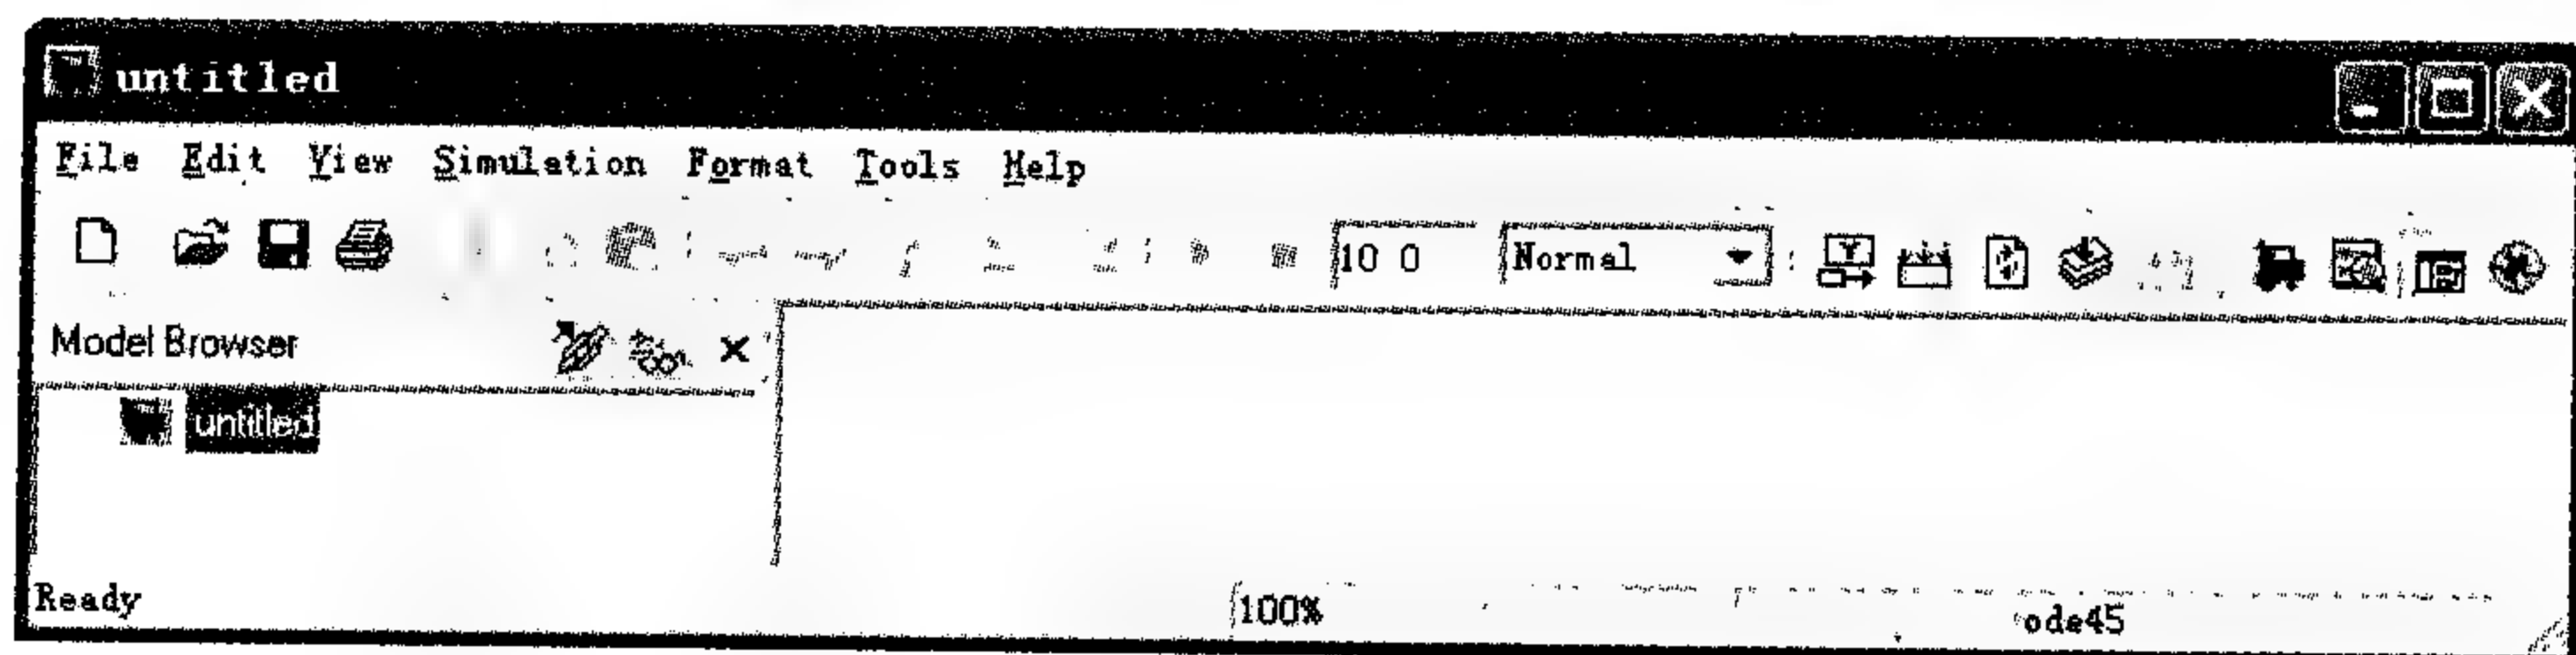 untitled
File Edit View Simulation Format Tools Help
10 0 Normal
Model Browser
untitled
Ready 100% ode45